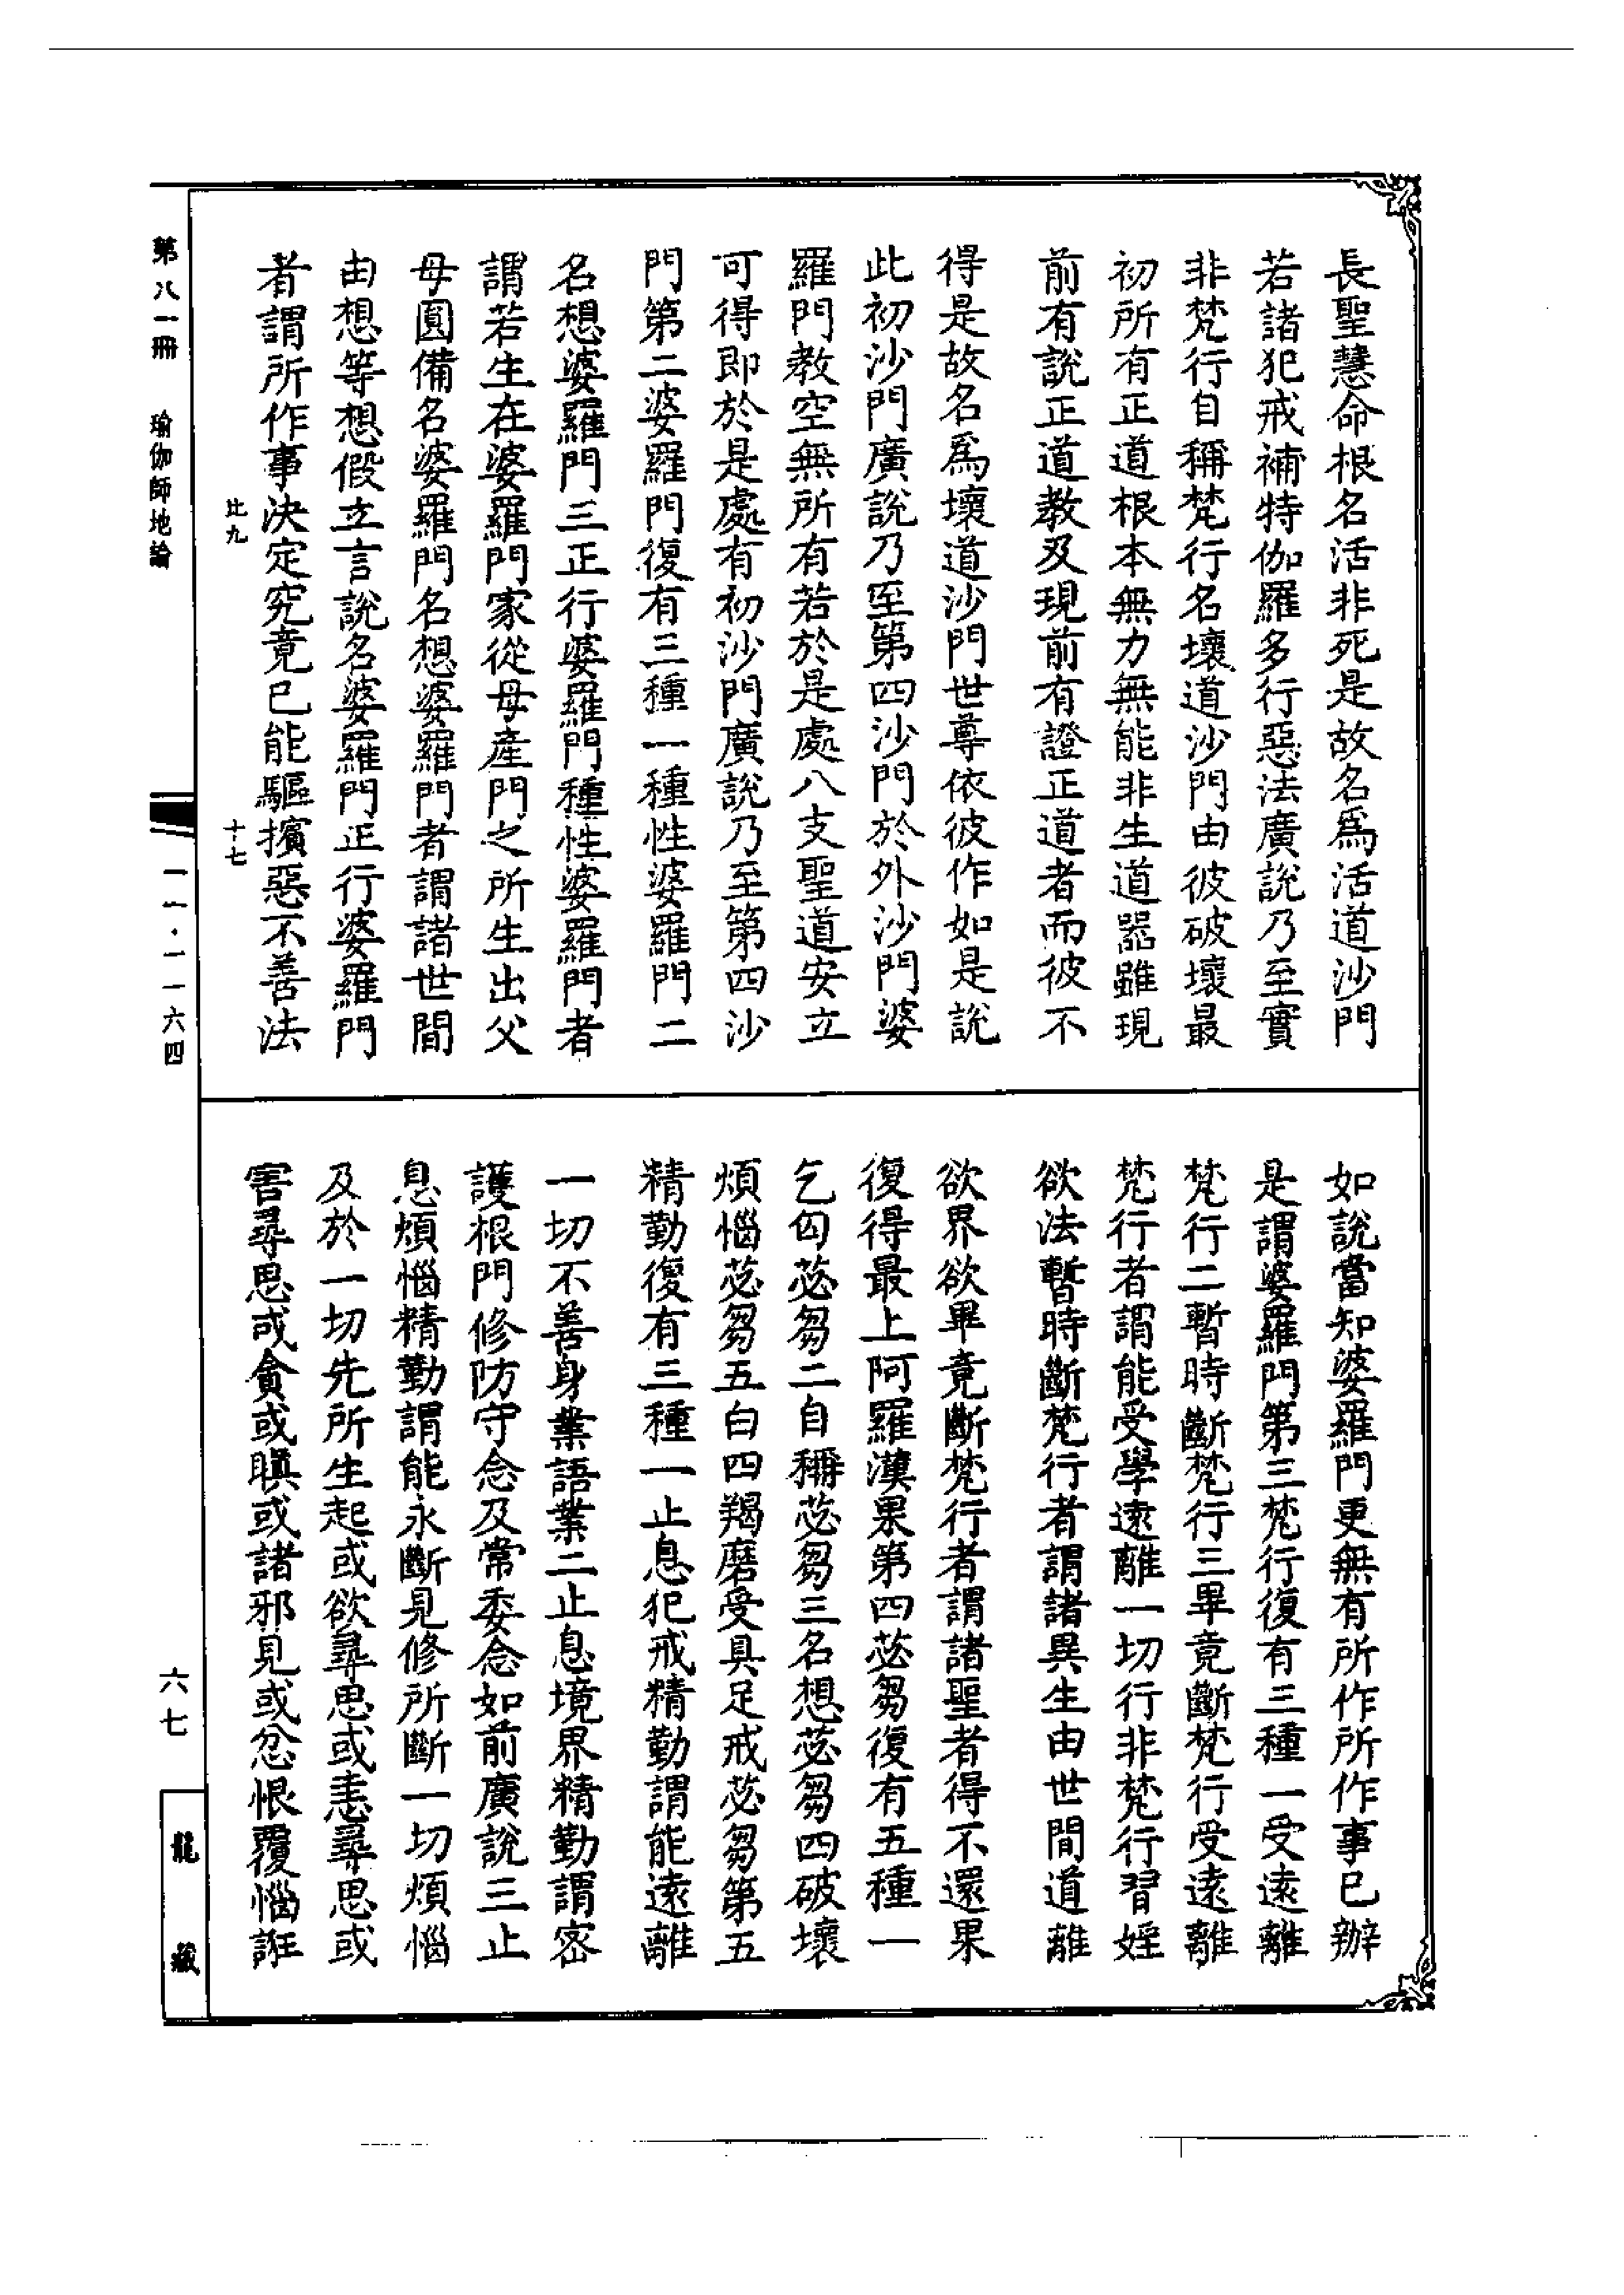 長聖慧命根名活非死是故名爲活道沙門
若諸犯戒補特伽羅多行惡法廣說乃至實
非梵行自稱梵行名壞道沙門由彼破壞最
初所有正道根本無力無能非生道器雖現
前有說正道教及現前有證正道者而彼不
得是故名爲壞道沙門世尊依彼作如是說
此初沙門廣說乃至第四沙門於外沙門婆
羅門教空無所有若於是處八支聖道安立
可得即於是處有初沙門廣說乃至第四沙
門第二婆羅門復有三種一種性婆羅門二
名想婆羅門三正行婆羅門種性婆羅門者
謂若生在婆羅門家從母產門之所生出父
母圓備名婆羅門名想婆羅門者謂諸世間
由想等想假立言說名婆羅門正行婆羅門
者謂所作事決定究竟已能驅擯惡不善法
如說當知婆羅門更無有所作所作事已辦
是謂婆羅門第三梵行復有三種一受遠離
梵行二暫時斷梵行三畢竟斷梵行受遠離
梵行者謂能受學遠離一切行非梵行習婬
欲法暫時斷梵行者謂諸異生由世間道離
欲界欲畢竟斷梵行者謂諸聖者得不還果
復得最上阿羅漢果第四苾芻復有五種一
乞匃苾芻二自稱苾芻三名想苾芻四破壞
煩惱苾芻五白四羯磨受具足戒苾芻第五
精勤復有三種一止息犯戒精勤謂能遠離
一切不善身業語業二止息境界精勤謂密
護根門修防守念及常委念如前廣說三止
息煩惱精勤謂能永斷見修所斷一切煩惱
及於一切先所生起或欲尋思或恚尋思或
害尋思或貪或瞋或諸邪見或忿恨覆惱誑
比九
十七
第八一冊
瑜伽師地論
一一·一一六四
六七
龍藏